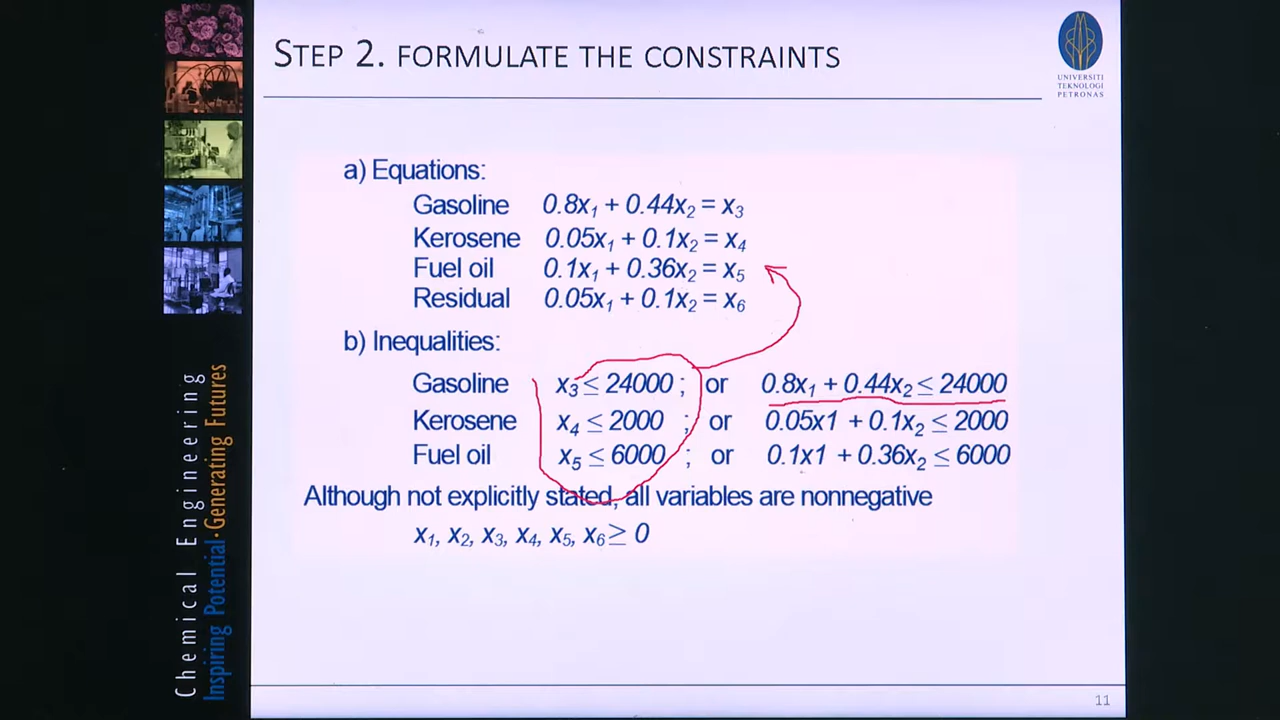 STEP 2. FORMULATE THE CONSTRAINTS
UNIVERSITI
TEKNOLOGI
PETRONAS
a) Equations:
Gasoline 0.8x₁ + 0.44x₂ = x₃
Kerosene 0.05x₁ + 0.1x₂ = x₄
Fuel oil 0.1x₁ + 0.36x₂ = x₅
Residual 0.05x₁ + 0.1x₂ = x₆
b) Inequalities:
Gasoline x₃ ≤ 24000 ; or 0.8x₁ + 0.44x₂ ≤ 24000
Kerosene x₄ ≤ 2000 ; or 0.05x1 + 0.1x₂ ≤ 2000
Fuel oil x₅ ≤ 6000 ; or 0.1x1 + 0.36x₂ ≤ 6000
Although not explicitly stated, all variables are nonnegative
x₁, x₂, x₃, x₄, x₅, x₆ ≥ 0
Chemical Engineering
Inspiring Potential·Generating Futures
11